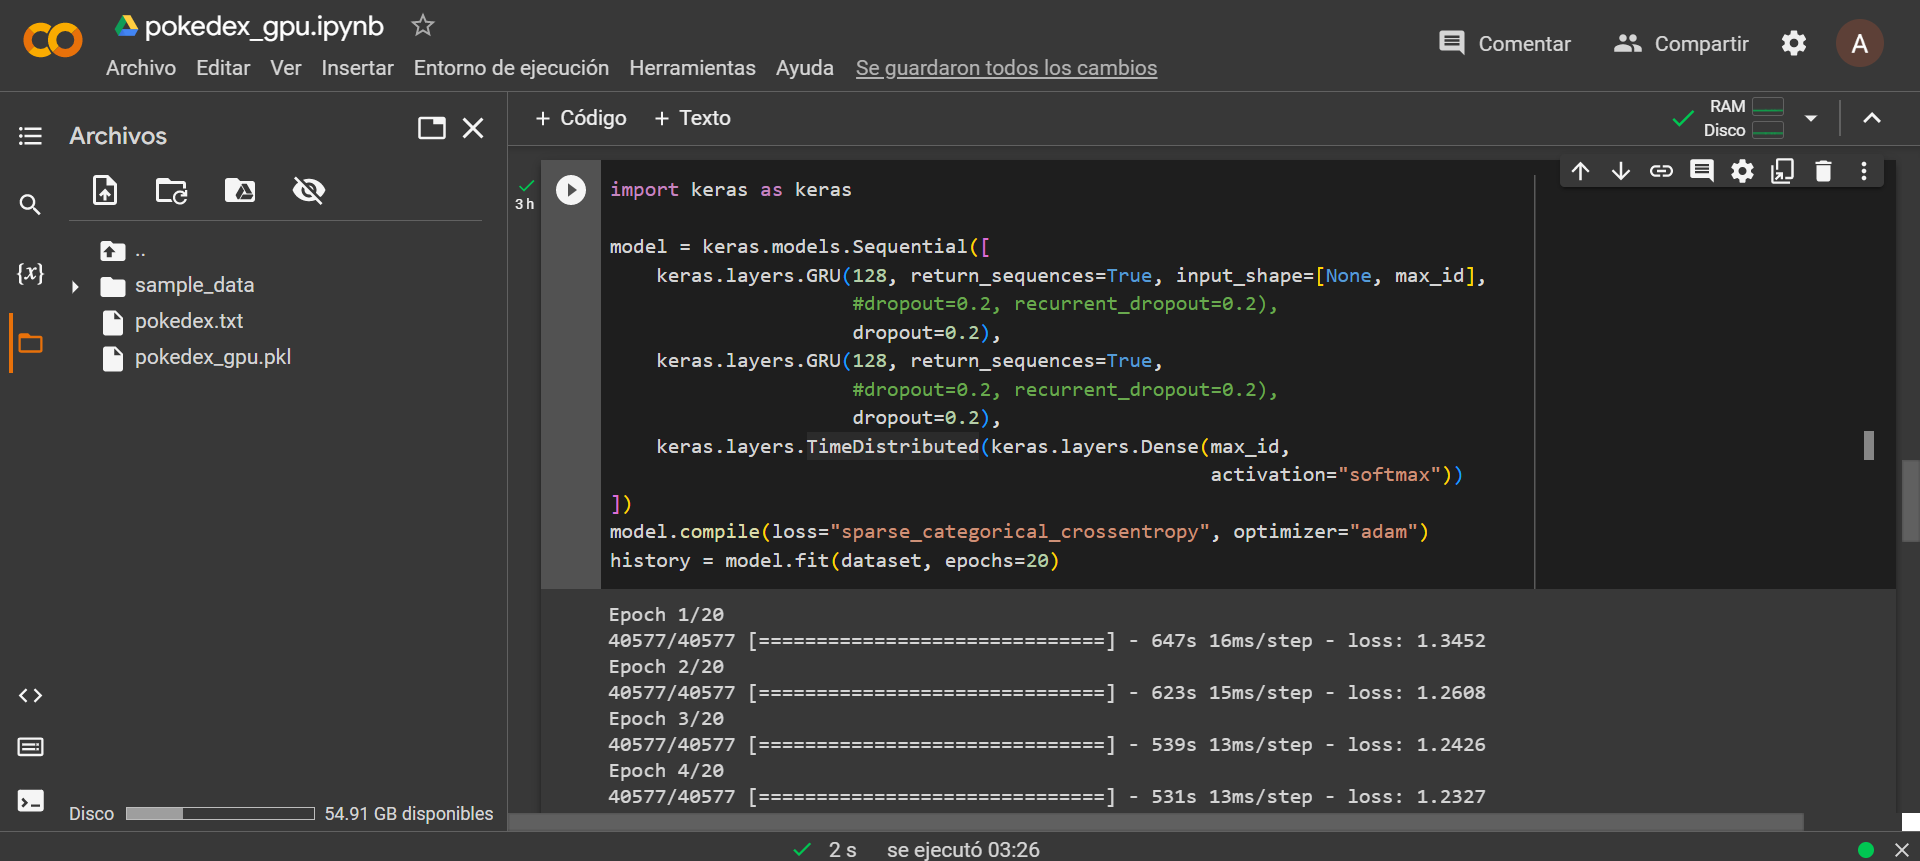 pokedex_gpu.ipynb
Archivo Editar Ver Insertar Entorno de ejecución Herramientas Ayuda Se guardaron todos los cambios
Comentar
Compartir
A
Archivos
..
sample_data
pokedex.txt
pokedex_gpu.pkl
{x}
Disco 54.91 GB disponibles
+ Código + Texto
RAM
Disco
3 h
import keras as keras
model = keras.models.Sequential([
    keras.layers.GRU(128, return_sequences=True, input_shape=[None, max_id],
                     #dropout=0.2, recurrent_dropout=0.2),
                     dropout=0.2),
    keras.layers.GRU(128, return_sequences=True,
                     #dropout=0.2, recurrent_dropout=0.2),
                     dropout=0.2),
    keras.layers.TimeDistributed(keras.layers.Dense(max_id,
                                                    activation="softmax"))
])
model.compile(loss="sparse_categorical_crossentropy", optimizer="adam")
history = model.fit(dataset, epochs=20)
Epoch 1/20
40577/40577 [==============================] - 647s 16ms/step - loss: 1.3452
Epoch 2/20
40577/40577 [==============================] - 623s 15ms/step - loss: 1.2608
Epoch 3/20
40577/40577 [==============================] - 539s 13ms/step - loss: 1.2426
Epoch 4/20
40577/40577 [==============================] - 531s 13ms/step - loss: 1.2327
2 s se ejecutó 03:26